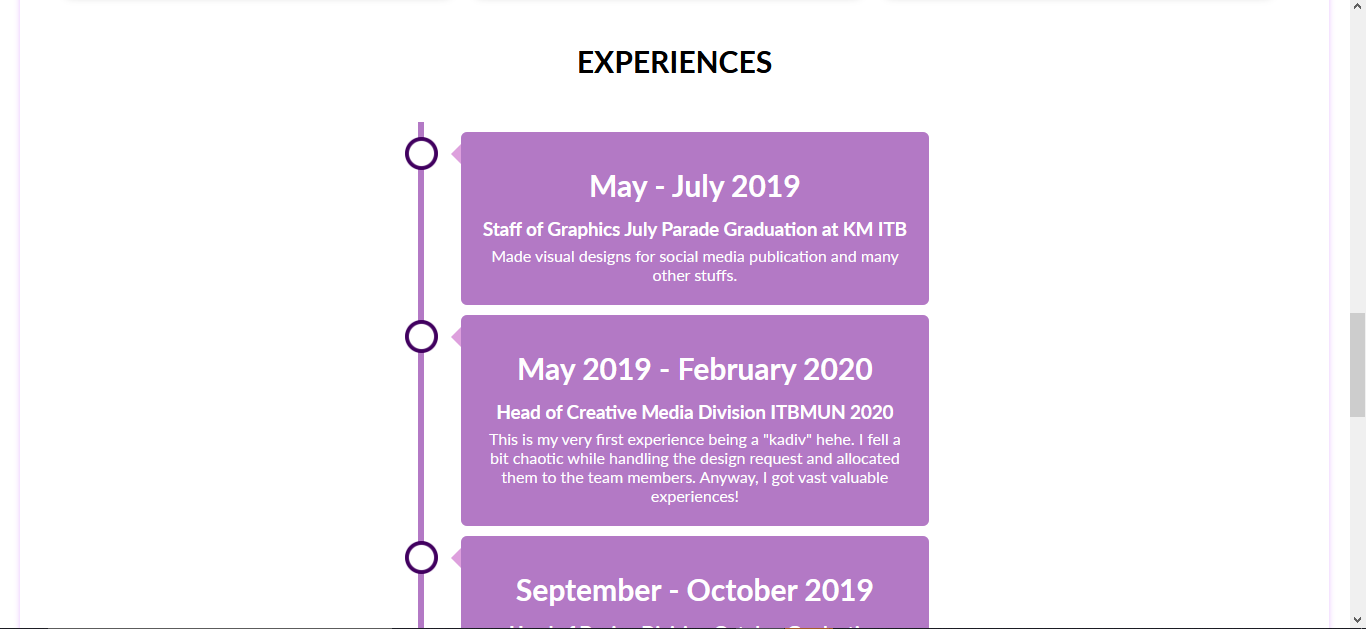 EXPERIENCES
May - July 2019
Staff of Graphics July Parade Graduation at KM ITB
Made visual designs for social media publication and many
other stuffs.
May 2019 - February 2020
Head of Creative Media Division ITBMUN 2020
This is my very first experience being a "kadiv" hehe. I fell a
bit chaotic while handling the design request and allocated
them to the team members. Anyway, I got vast valuable
experiences!
September - October 2019